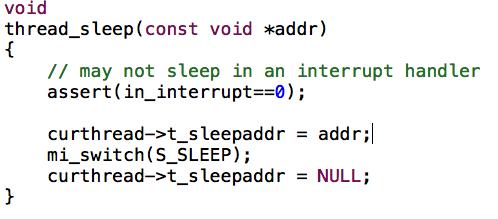 void
thread_sleep(const void *addr)
{
    // may not sleep in an interrupt handler
    assert(in_interrupt==0);

    curthread->t_sleepaddr = addr;
    mi_switch(S_SLEEP);
    curthread->t_sleepaddr = NULL;
}